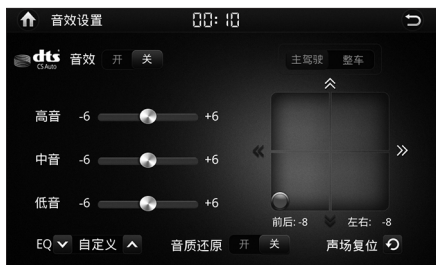 音效设置 00:10
dts CS Auto 音效 开 关 主驾驶 整车
高音 -6 +6
中音 -6 +6
低音 -6 +6
前后: -8 左右: -8
EQ 自定义 音质还原 开 关 声场复位